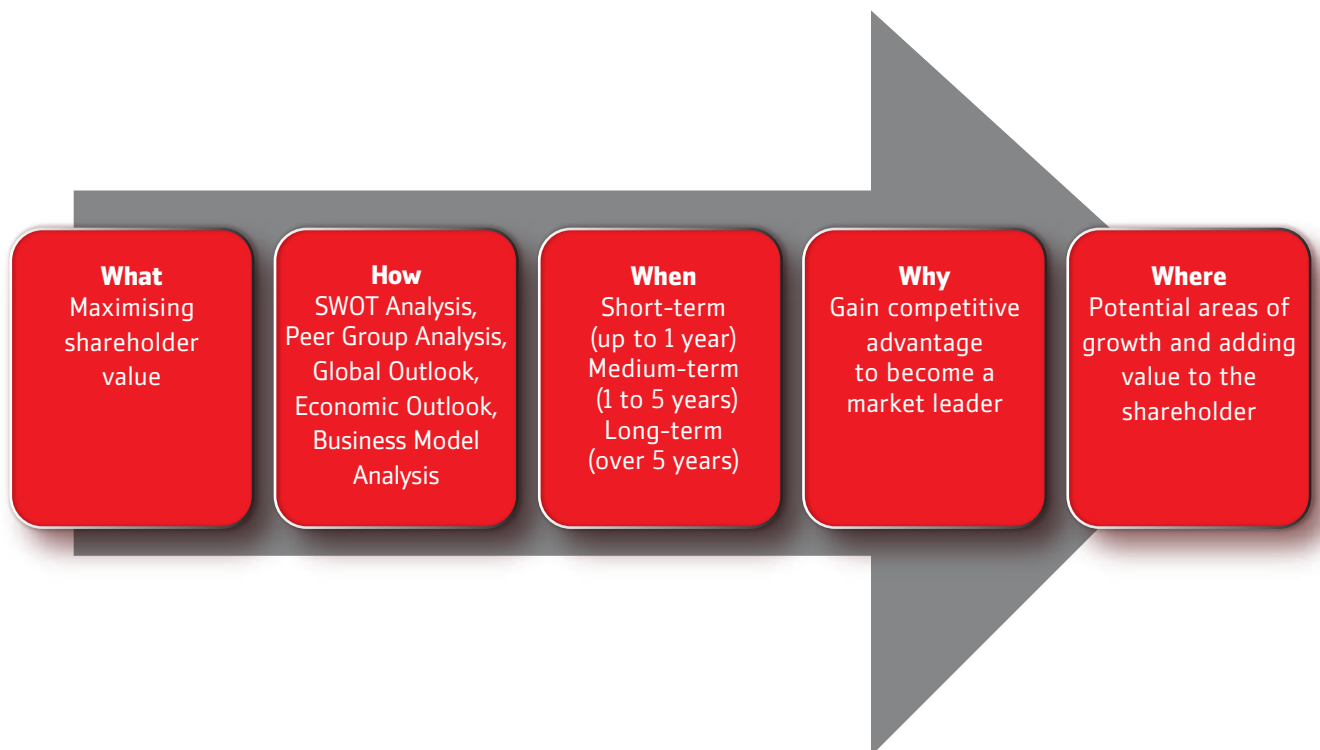 What
Maximising
shareholder
value
How
SWOT Analysis,
Peer Group Analysis,
Global Outlook,
Economic Outlook,
Business Model
Analysis
When
Short-term
(up to 1 year)
Medium-term
(1 to 5 years)
Long-term
(over 5 years)
Why
Gain competitive
advantage
to become a
market leader
Where
Potential areas of
growth and adding
value to the
shareholder